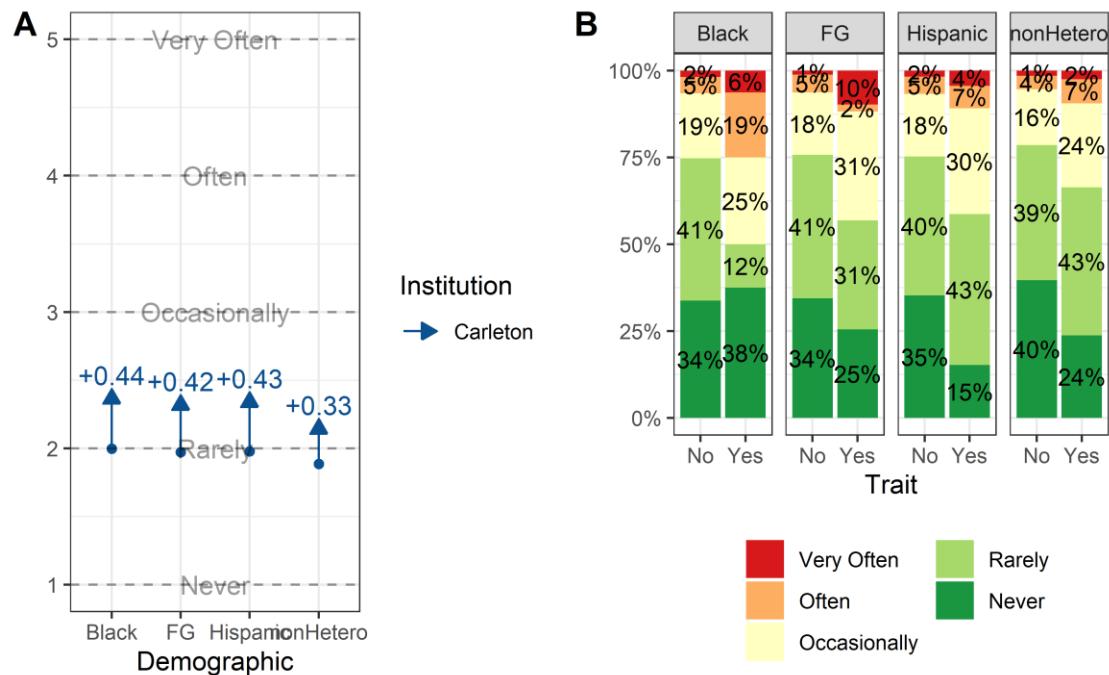 A
5
Very Often
4
Often
3
Occasionally
+0.44
+0.42
+0.43
+0.33
2
Rarely
1
Never
Black
FG
Hispanic
nonHetero
Demographic
Institution
Carleton
B
Black
FG
Hispanic
nonHetero
100%
75%
50%
25%
0%
2%
5%
19%
41%
34%
6%
19%
25%
12%
38%
1%
5%
18%
41%
34%
10%
2%
31%
31%
25%
2%
5%
18%
40%
35%
4%
7%
30%
43%
15%
1%
4%
16%
39%
40%
2%
7%
24%
43%
24%
No Yes
No Yes
No Yes
No Yes
Trait
Very Often
Often
Occasionally
Rarely
Never